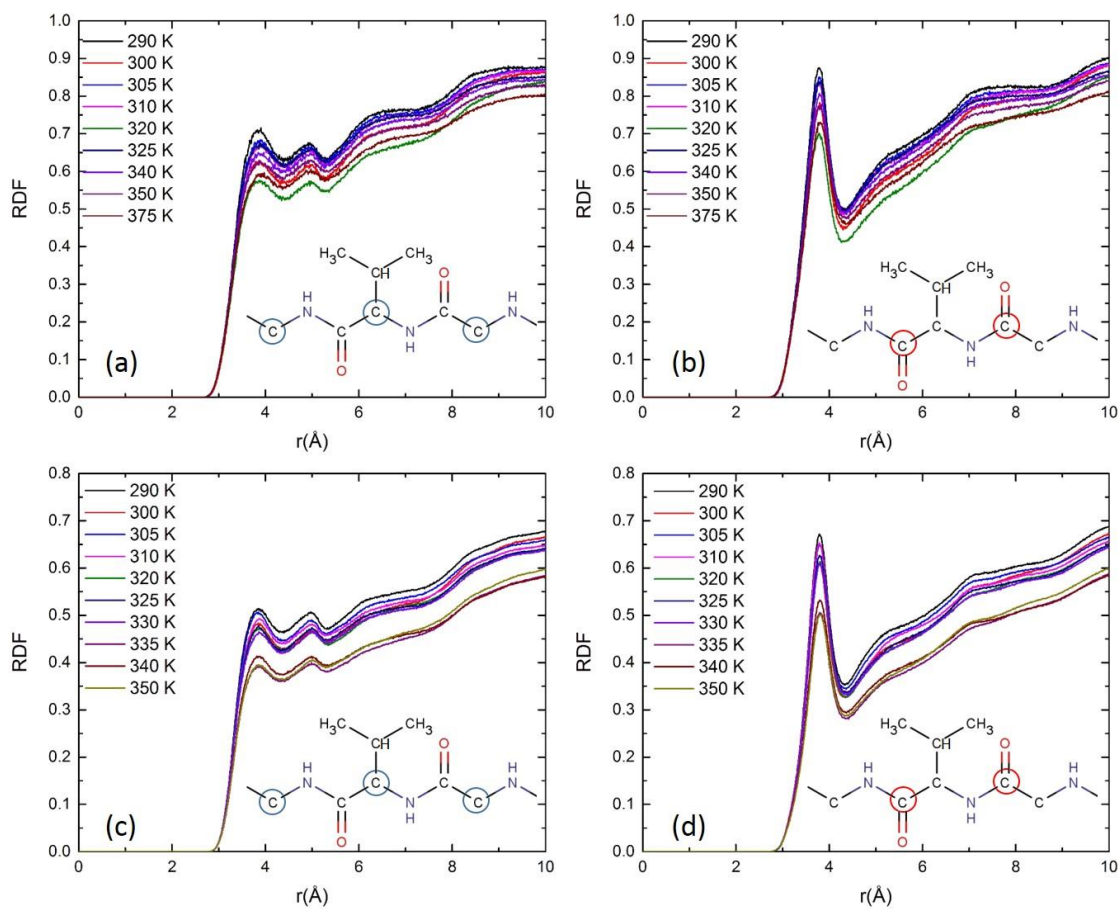 1.0
0.9
0.8
0.7
0.6
0.5
0.4
0.3
0.2
0.1
0.0
RDF
290 K
300 K
305 K
310 K
320 K
325 K
340 K
350 K
375 K
H₃C CH₃
CH
O
H
N
C
C
C
C
C
N
H
N
H
O
(a)
0 2 4 6 8 10
r(Å)
1.0
0.9
0.8
0.7
0.6
0.5
0.4
0.3
0.2
0.1
0.0
RDF
290 K
300 K
305 K
310 K
320 K
325 K
340 K
350 K
375 K
H₃C CH₃
CH
O
H
N
C
C
C
C
N
H
N
H
O
(b)
0 2 4 6 8 10
r(Å)
0.8
0.7
0.6
0.5
0.4
0.3
0.2
0.1
0.0
RDF
290 K
300 K
305 K
310 K
320 K
325 K
330 K
335 K
340 K
350 K
H₃C CH₃
CH
O
H
N
C
C
C
C
C
N
H
N
H
O
(c)
0 2 4 6 8 10
r(Å)
0.8
0.7
0.6
0.5
0.4
0.3
0.2
0.1
0.0
RDF
290 K
300 K
305 K
310 K
320 K
325 K
330 K
335 K
340 K
350 K
H₃C CH₃
CH
O
H
N
C
C
C
C
N
H
N
H
O
(d)
0 2 4 6 8 10
r(Å)